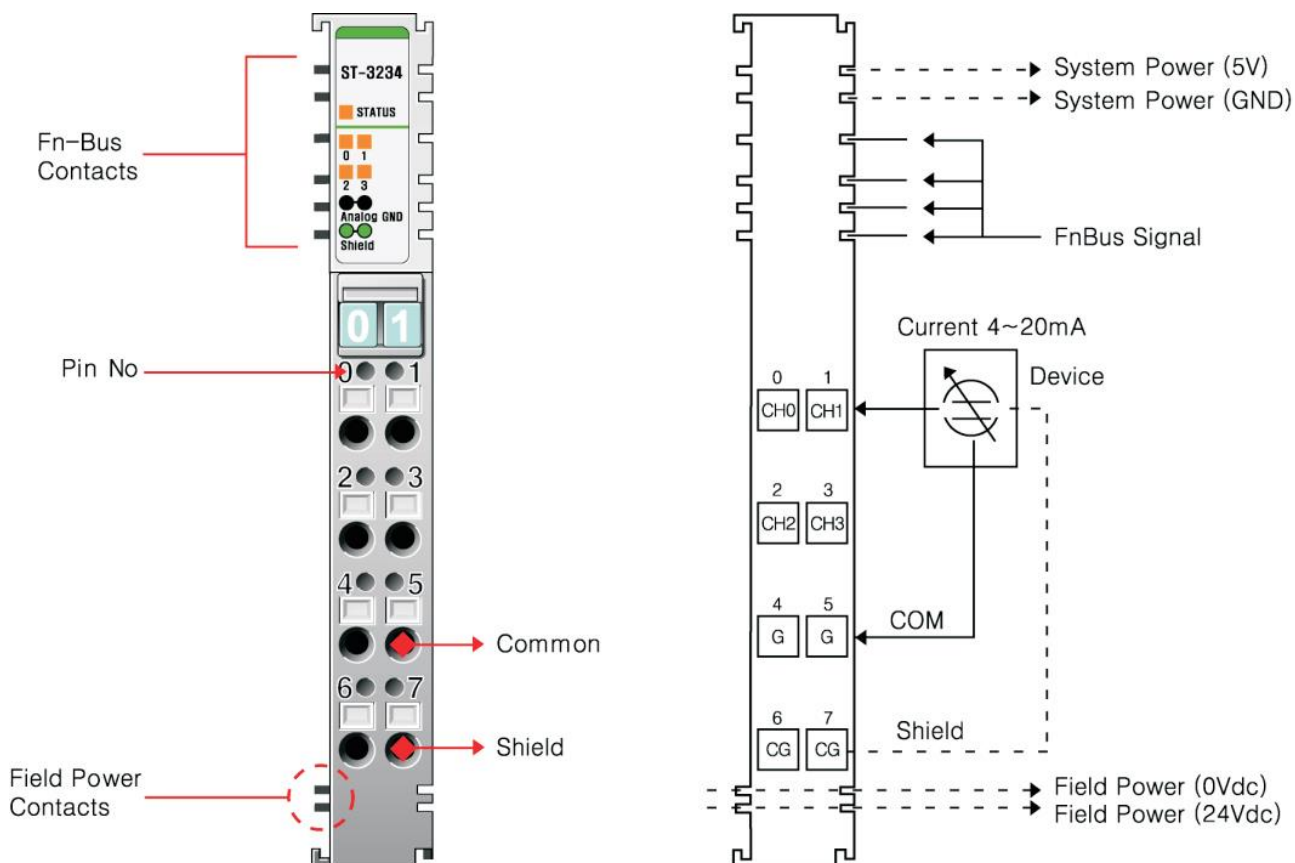 ST-3234
STATUS
0 1
2 3
Analog GND
Shield
Fn-Bus
Contacts
01
Pin No
0 1
2 3
4 5
Common
6 7
Shield
Field Power
Contacts
System Power (5V)
System Power (GND)
FnBus Signal
Current 4~20mA
Device
0 1
CH0 CH1
2 3
CH2 CH3
4 5
G G
COM
6 7
CG CG
Shield
Field Power (0Vdc)
Field Power (24Vdc)